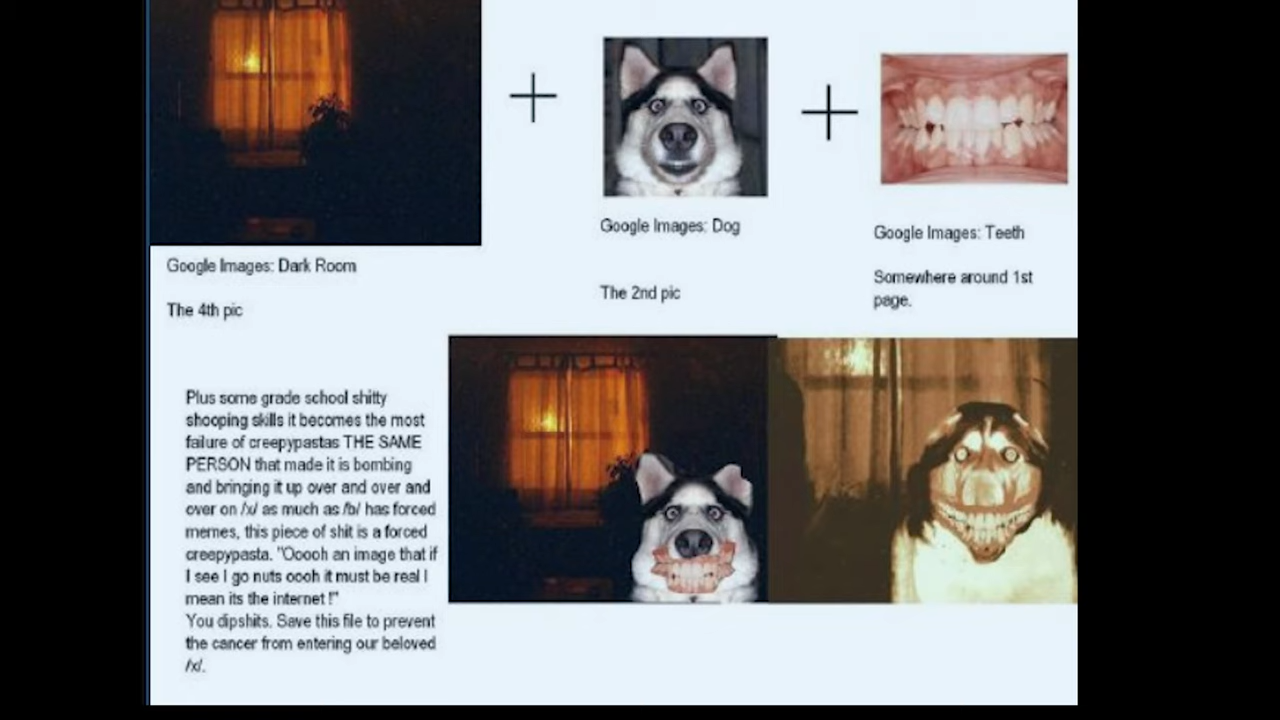 Google Images: Dark Room
The 4th pic
Google Images: Dog
The 2nd pic
Google Images: Teeth
Somewhere around 1st
page.
Plus some grade school shitty
shooping skills it becomes the most
failure of creepypastas THE SAME
PERSON that made it is bombing
and bringing it up over and over and
over on /x/ as much as /b/ has forced
memes, this piece of shit is a forced
creepypasta. "Ooooh an image that if
I see I go nuts oooh it must be real I
mean its the internet !"
You dipshits. Save this file to prevent
the cancer from entering our beloved
/x/.